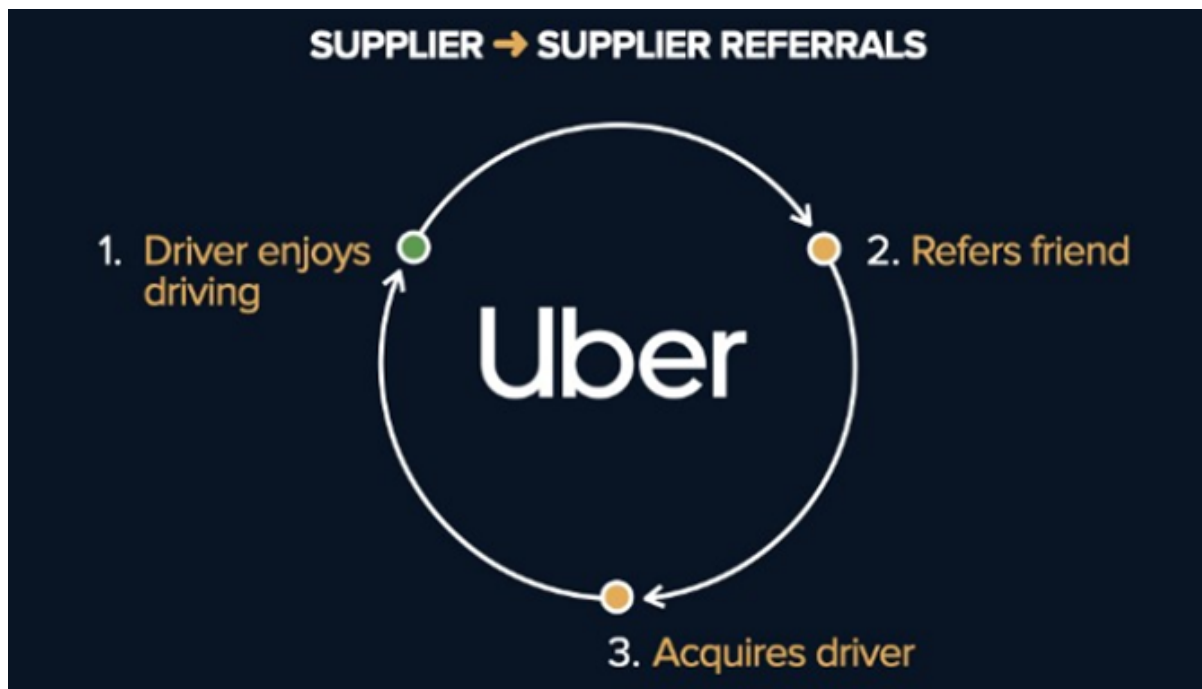 SUPPLIER → SUPPLIER REFERRALS
1. Driver enjoys
driving
2. Refers friend
Uber
3. Acquires driver